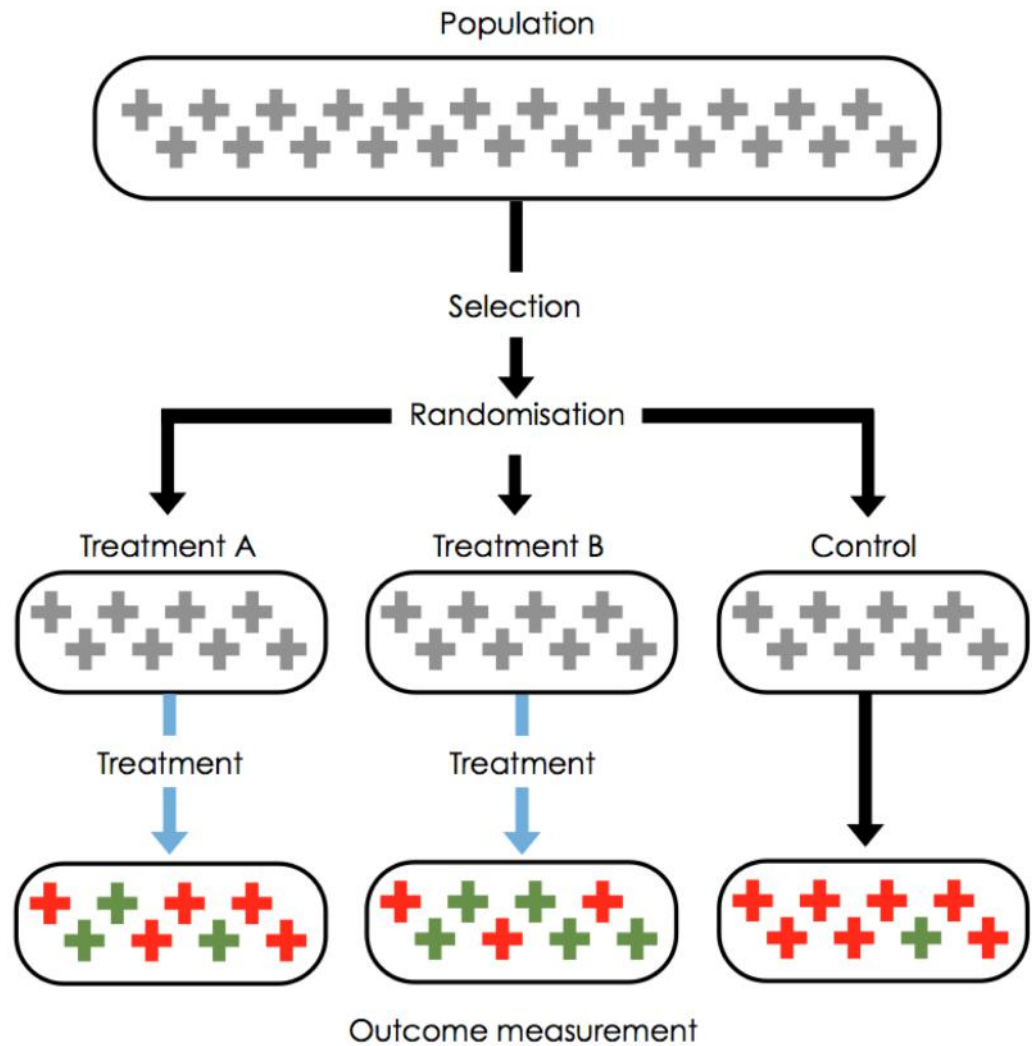 Population
Selection
Randomisation
Treatment A
Treatment B
Control
Treatment
Treatment
Outcome measurement